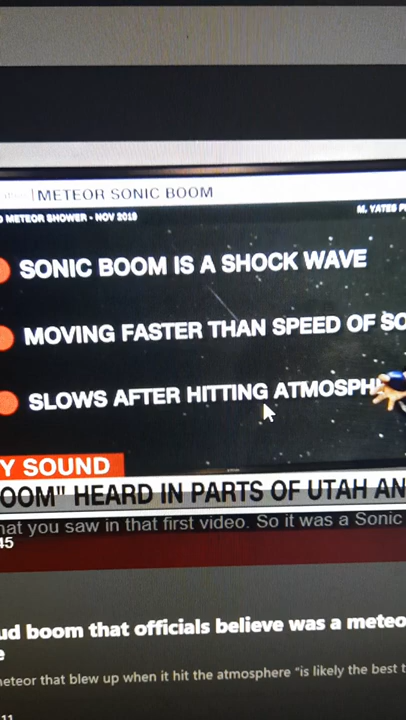 METEOR SONIC BOOM
METEOR SHOWER - NOV 2019
M. YATES
SONIC BOOM IS A SHOCK WAVE
MOVING FASTER THAN SPEED OF SO
SLOWS AFTER HITTING ATMOSPH
Y SOUND
OOM" HEARD IN PARTS OF UTAH AN
hat you saw in that first video. So it was a Sonic
45
ud boom that officials believe was a meteo
e
neteor that blew up when it hit the atmosphere "is likely the best t
11